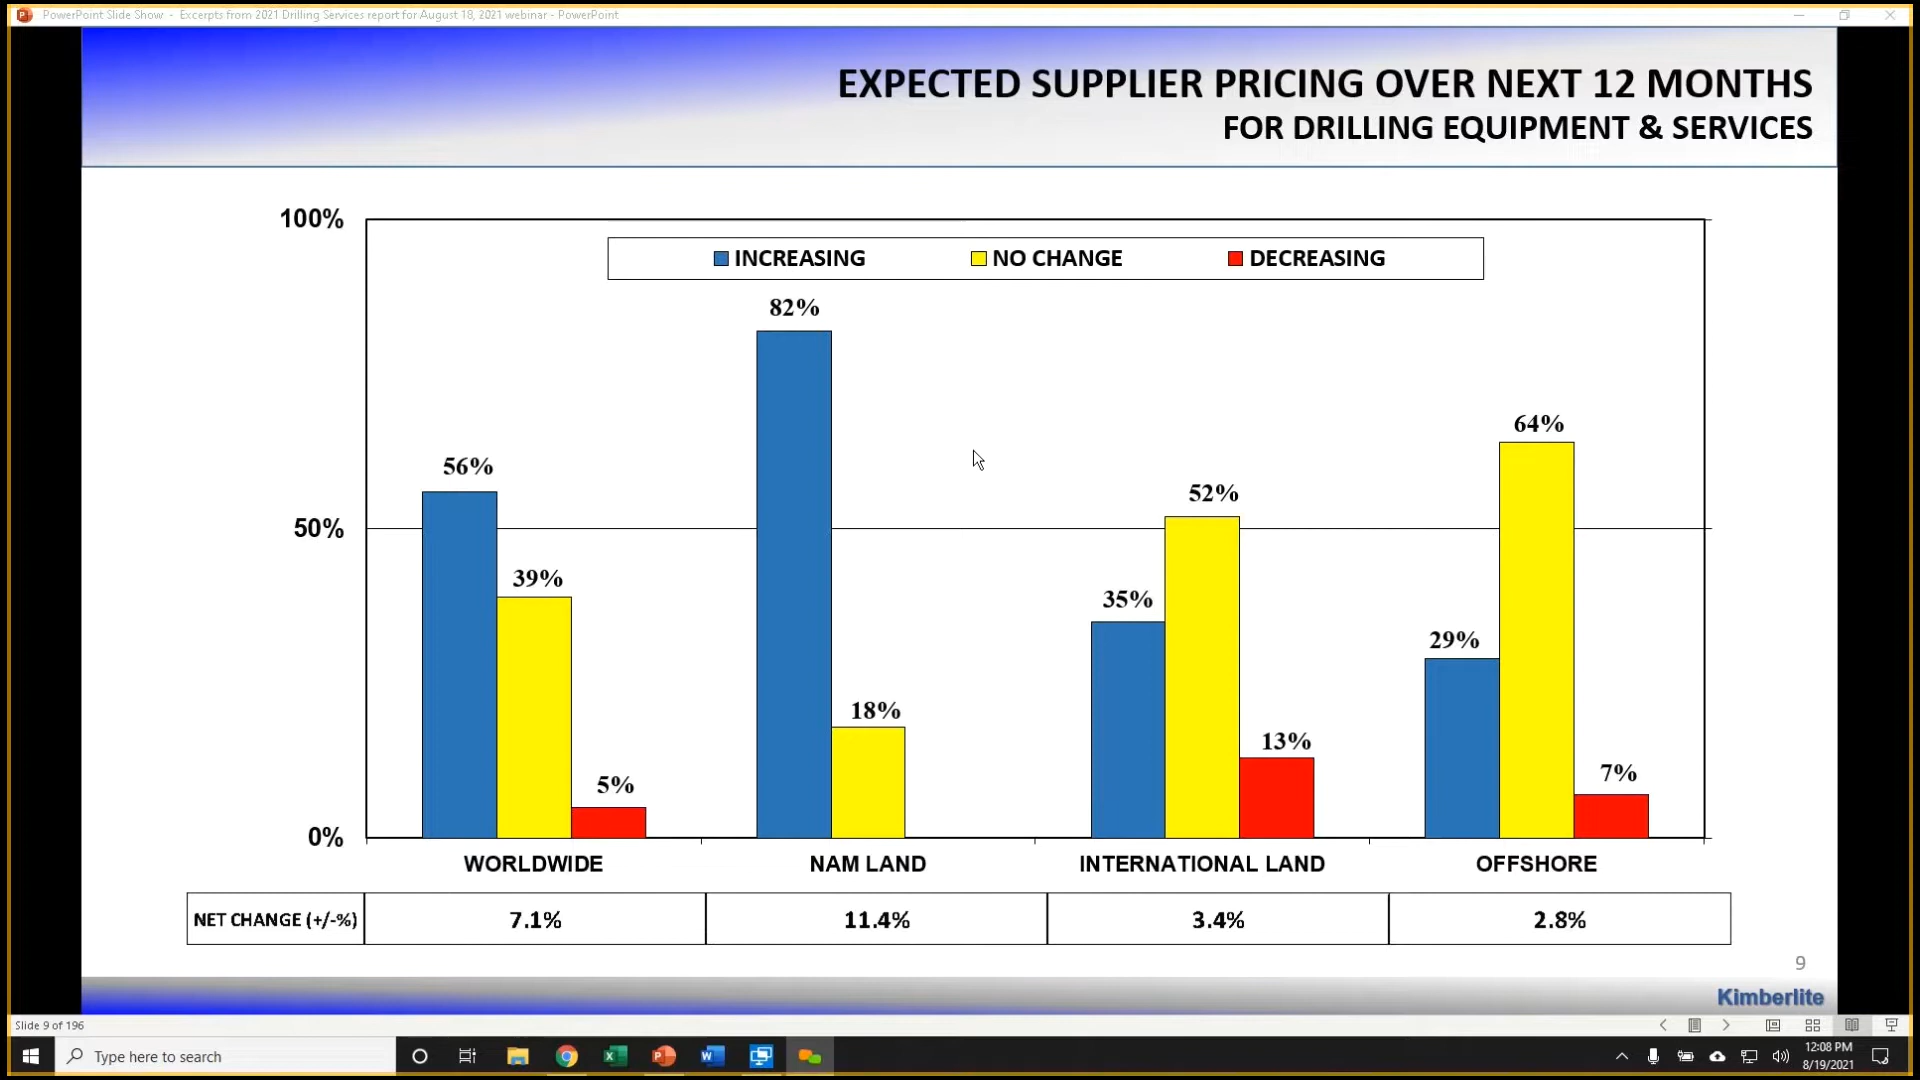 PowerPoint Slide Show - Excerpts from 2021 Drilling Services report for August 18, 2021 webinar - PowerPoint
EXPECTED SUPPLIER PRICING OVER NEXT 12 MONTHS
FOR DRILLING EQUIPMENT & SERVICES
100%
INCREASING NO CHANGE DECREASING
82%
64%
56%
52%
50%
39%
35%
29%
18%
13%
5%
7%
0%
WORLDWIDE NAM LAND INTERNATIONAL LAND OFFSHORE
NET CHANGE (+/-%) 7.1% 11.4% 3.4% 2.8%
9
Kimberlite
Slide 9 of 196
Type here to search
12:08 PM
8/19/2021